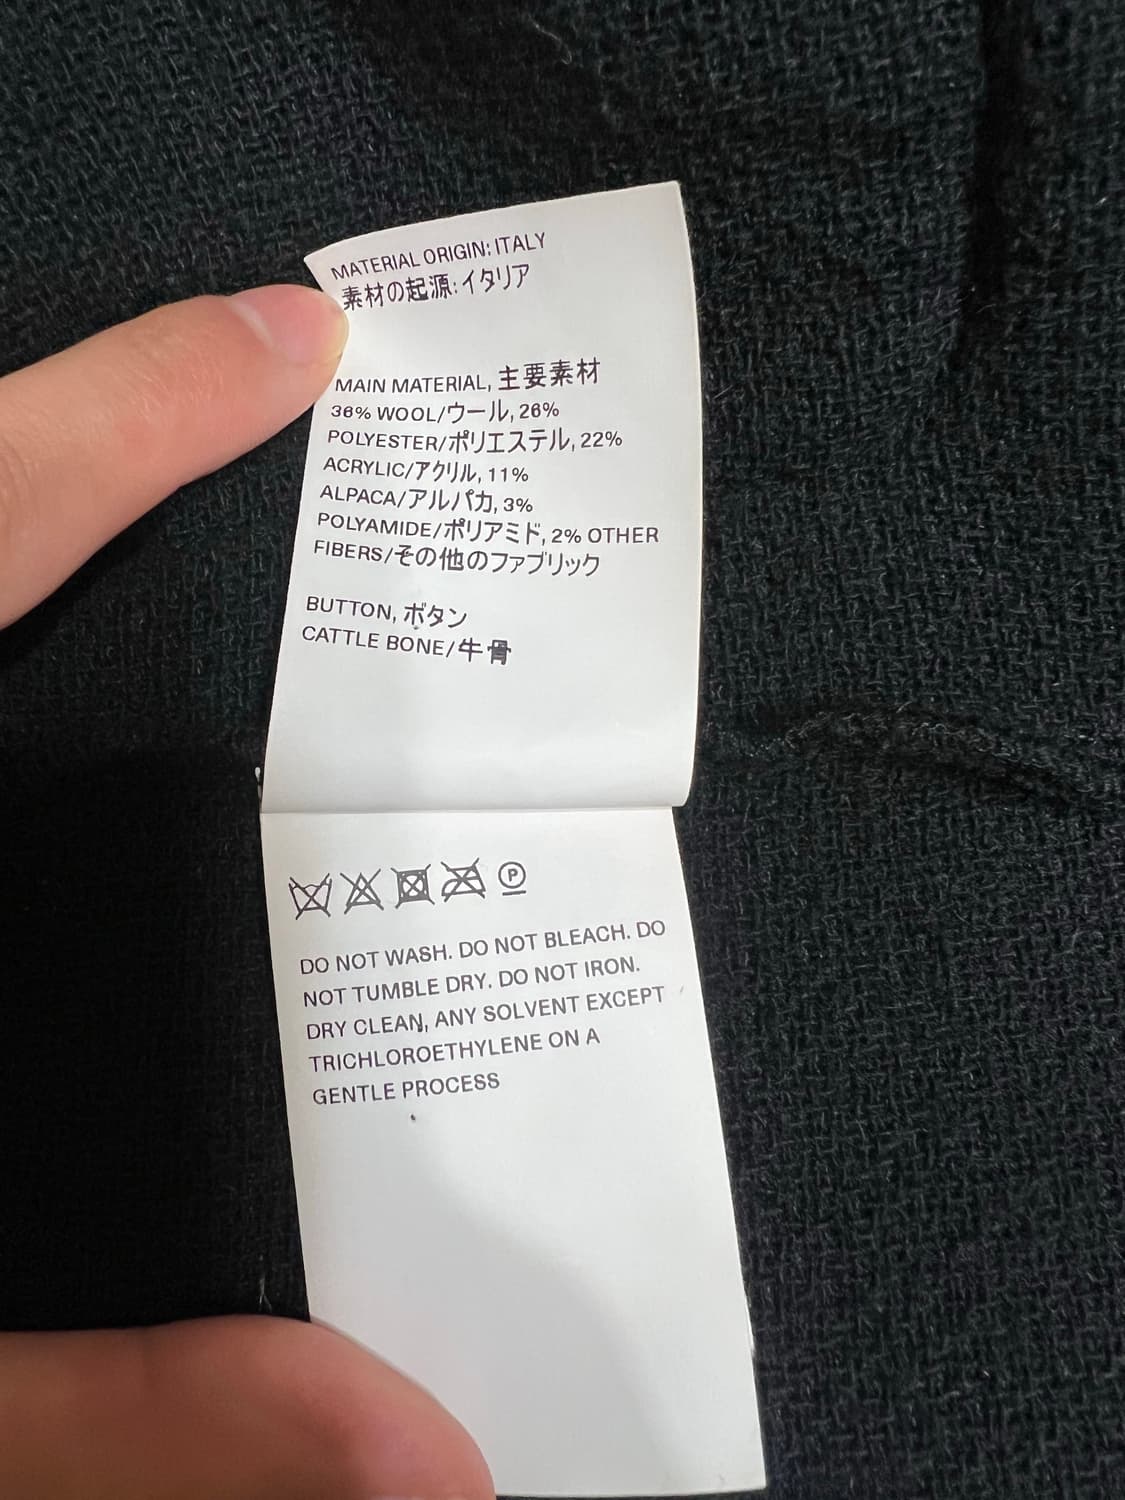 MATERIAL ORIGIN: ITALY
素材の起源:イタリア
MAIN MATERIAL, 主要素材
36% WOOL/ウール, 26%
POLYESTER/ポリエステル, 22%
ACRYLIC/アクリル, 11%
ALPACA/アルパカ, 3%
POLYAMIDE/ポリアミド, 2% OTHER
FIBERS/その他のファブリック
BUTTON, ボタン
CATTLE BONE/牛骨
P
DO NOT WASH. DO NOT BLEACH. DO
NOT TUMBLE DRY. DO NOT IRON.
DRY CLEAN, ANY SOLVENT EXCEPT
TRICHLOROETHYLENE ON A
GENTLE PROCESS